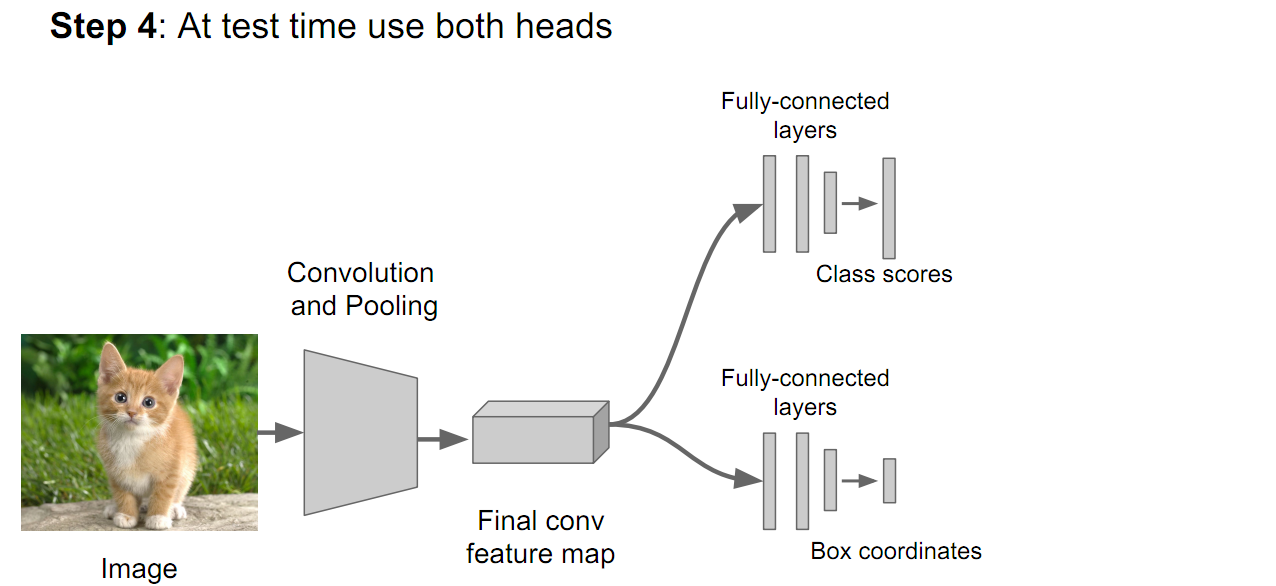 Step 4: At test time use both heads
Fully-connected
layers
Class scores
Convolution
and Pooling
Fully-connected
layers
Final conv
feature map
Box coordinates
Image